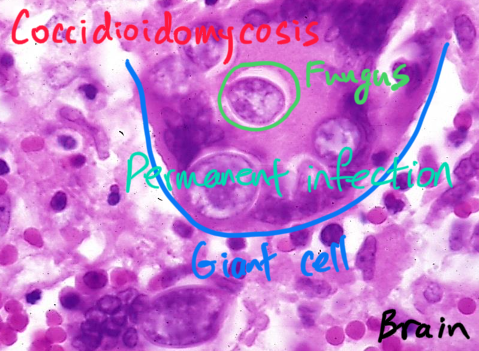 Coccidioidomycosis
Fungus
Permanent infection
Giant cell
Brain